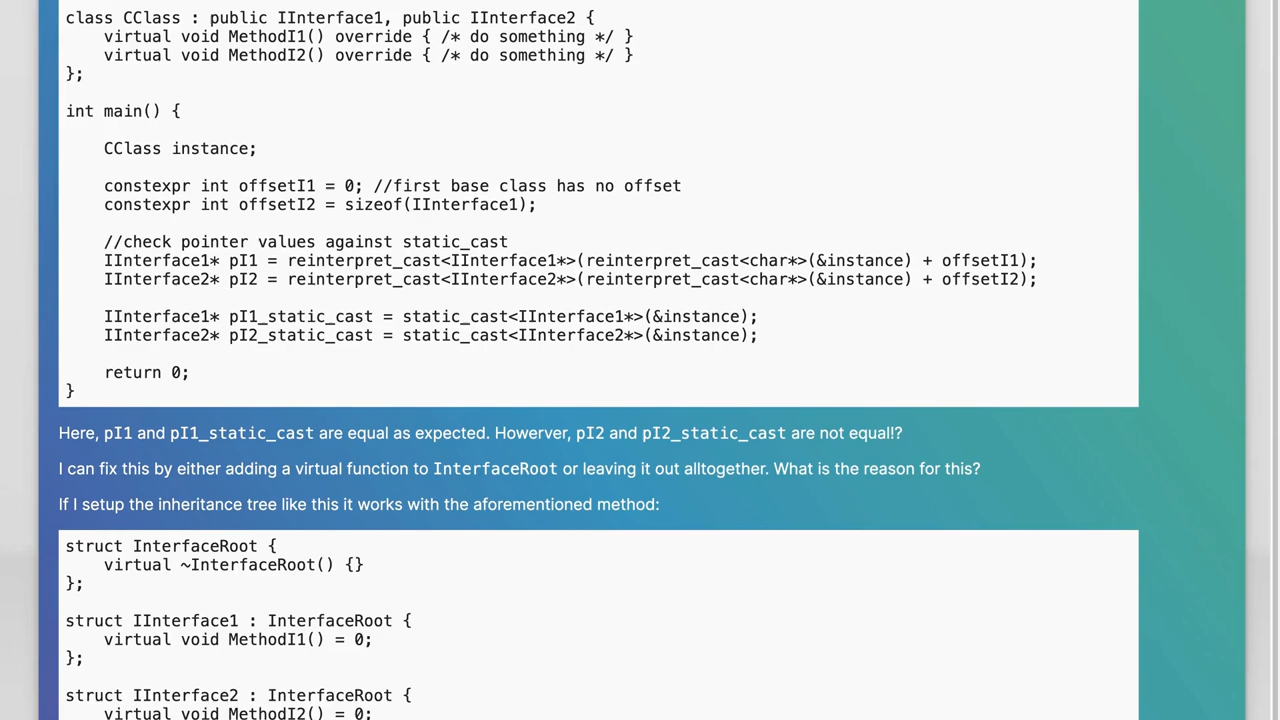 class CClass : public IInterface1, public IInterface2 {
    virtual void MethodI1() override { /* do something */ }
    virtual void MethodI2() override { /* do something */ }
};
int main() {
    CClass instance;
    constexpr int offsetI1 = 0; //first base class has no offset
    constexpr int offsetI2 = sizeof(IInterface1);
    //check pointer values against static_cast
    IInterface1* pI1 = reinterpret_cast<IInterface1*>(reinterpret_cast<char*>(&instance) + offsetI1);
    IInterface2* pI2 = reinterpret_cast<IInterface2*>(reinterpret_cast<char*>(&instance) + offsetI2);
    IInterface1* pI1_static_cast = static_cast<IInterface1*>(&instance);
    IInterface2* pI2_static_cast = static_cast<IInterface2*>(&instance);
    return 0;
}
Here, pI1 and pI1_static_cast are equal as expected. Howerver, pI2 and pI2_static_cast are not equal!?
I can fix this by either adding a virtual function to InterfaceRoot or leaving it out alltogether. What is the reason for this?
If I setup the inheritance tree like this it works with the aforementioned method:
struct InterfaceRoot {
    virtual ~InterfaceRoot() {}
};
struct IInterface1 : InterfaceRoot {
    virtual void MethodI1() = 0;
};
struct IInterface2 : InterfaceRoot {
    virtual void MethodI2() = 0;